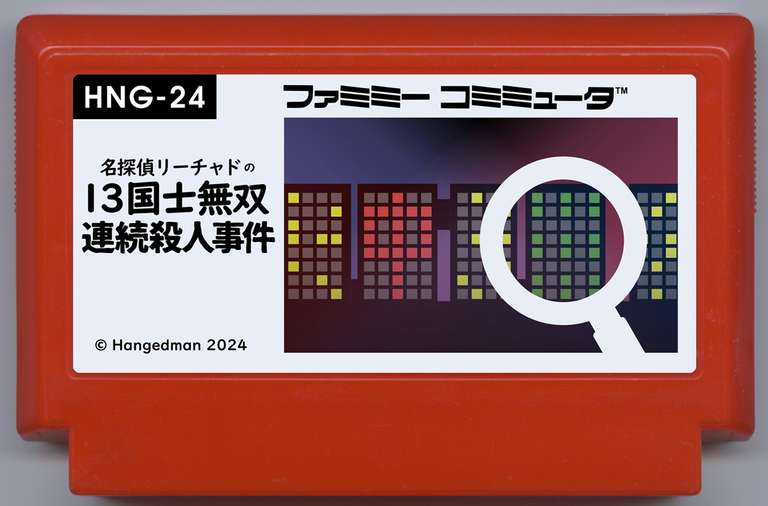 HNG-24
ファミミー コミミュータ™
名探偵リーチャドの
13国士無双
連続殺人事件
© Hangedman 2024